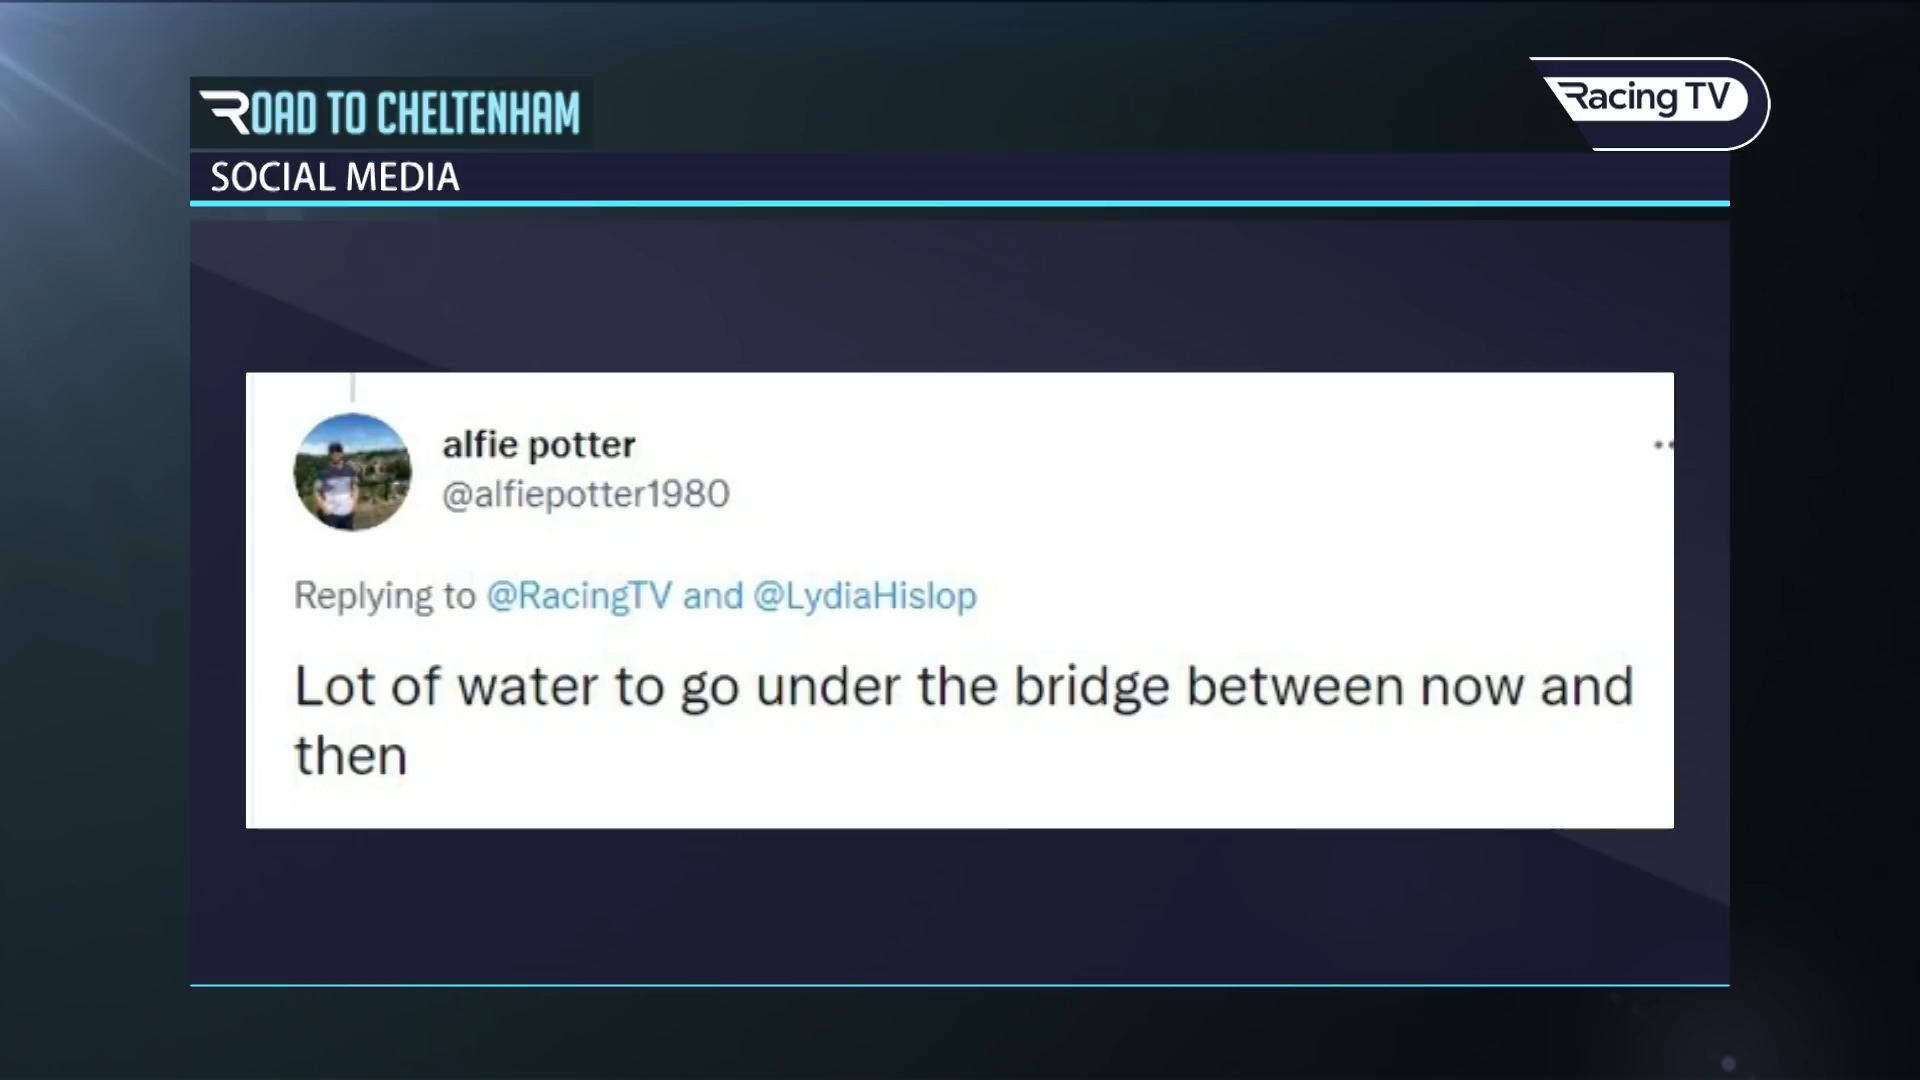 ROAD TO CHELTENHAM
Racing TV
SOCIAL MEDIA
alfie potter
@alfiepotter1980
Replying to @RacingTV and @LydiaHislop
Lot of water to go under the bridge between now and
then